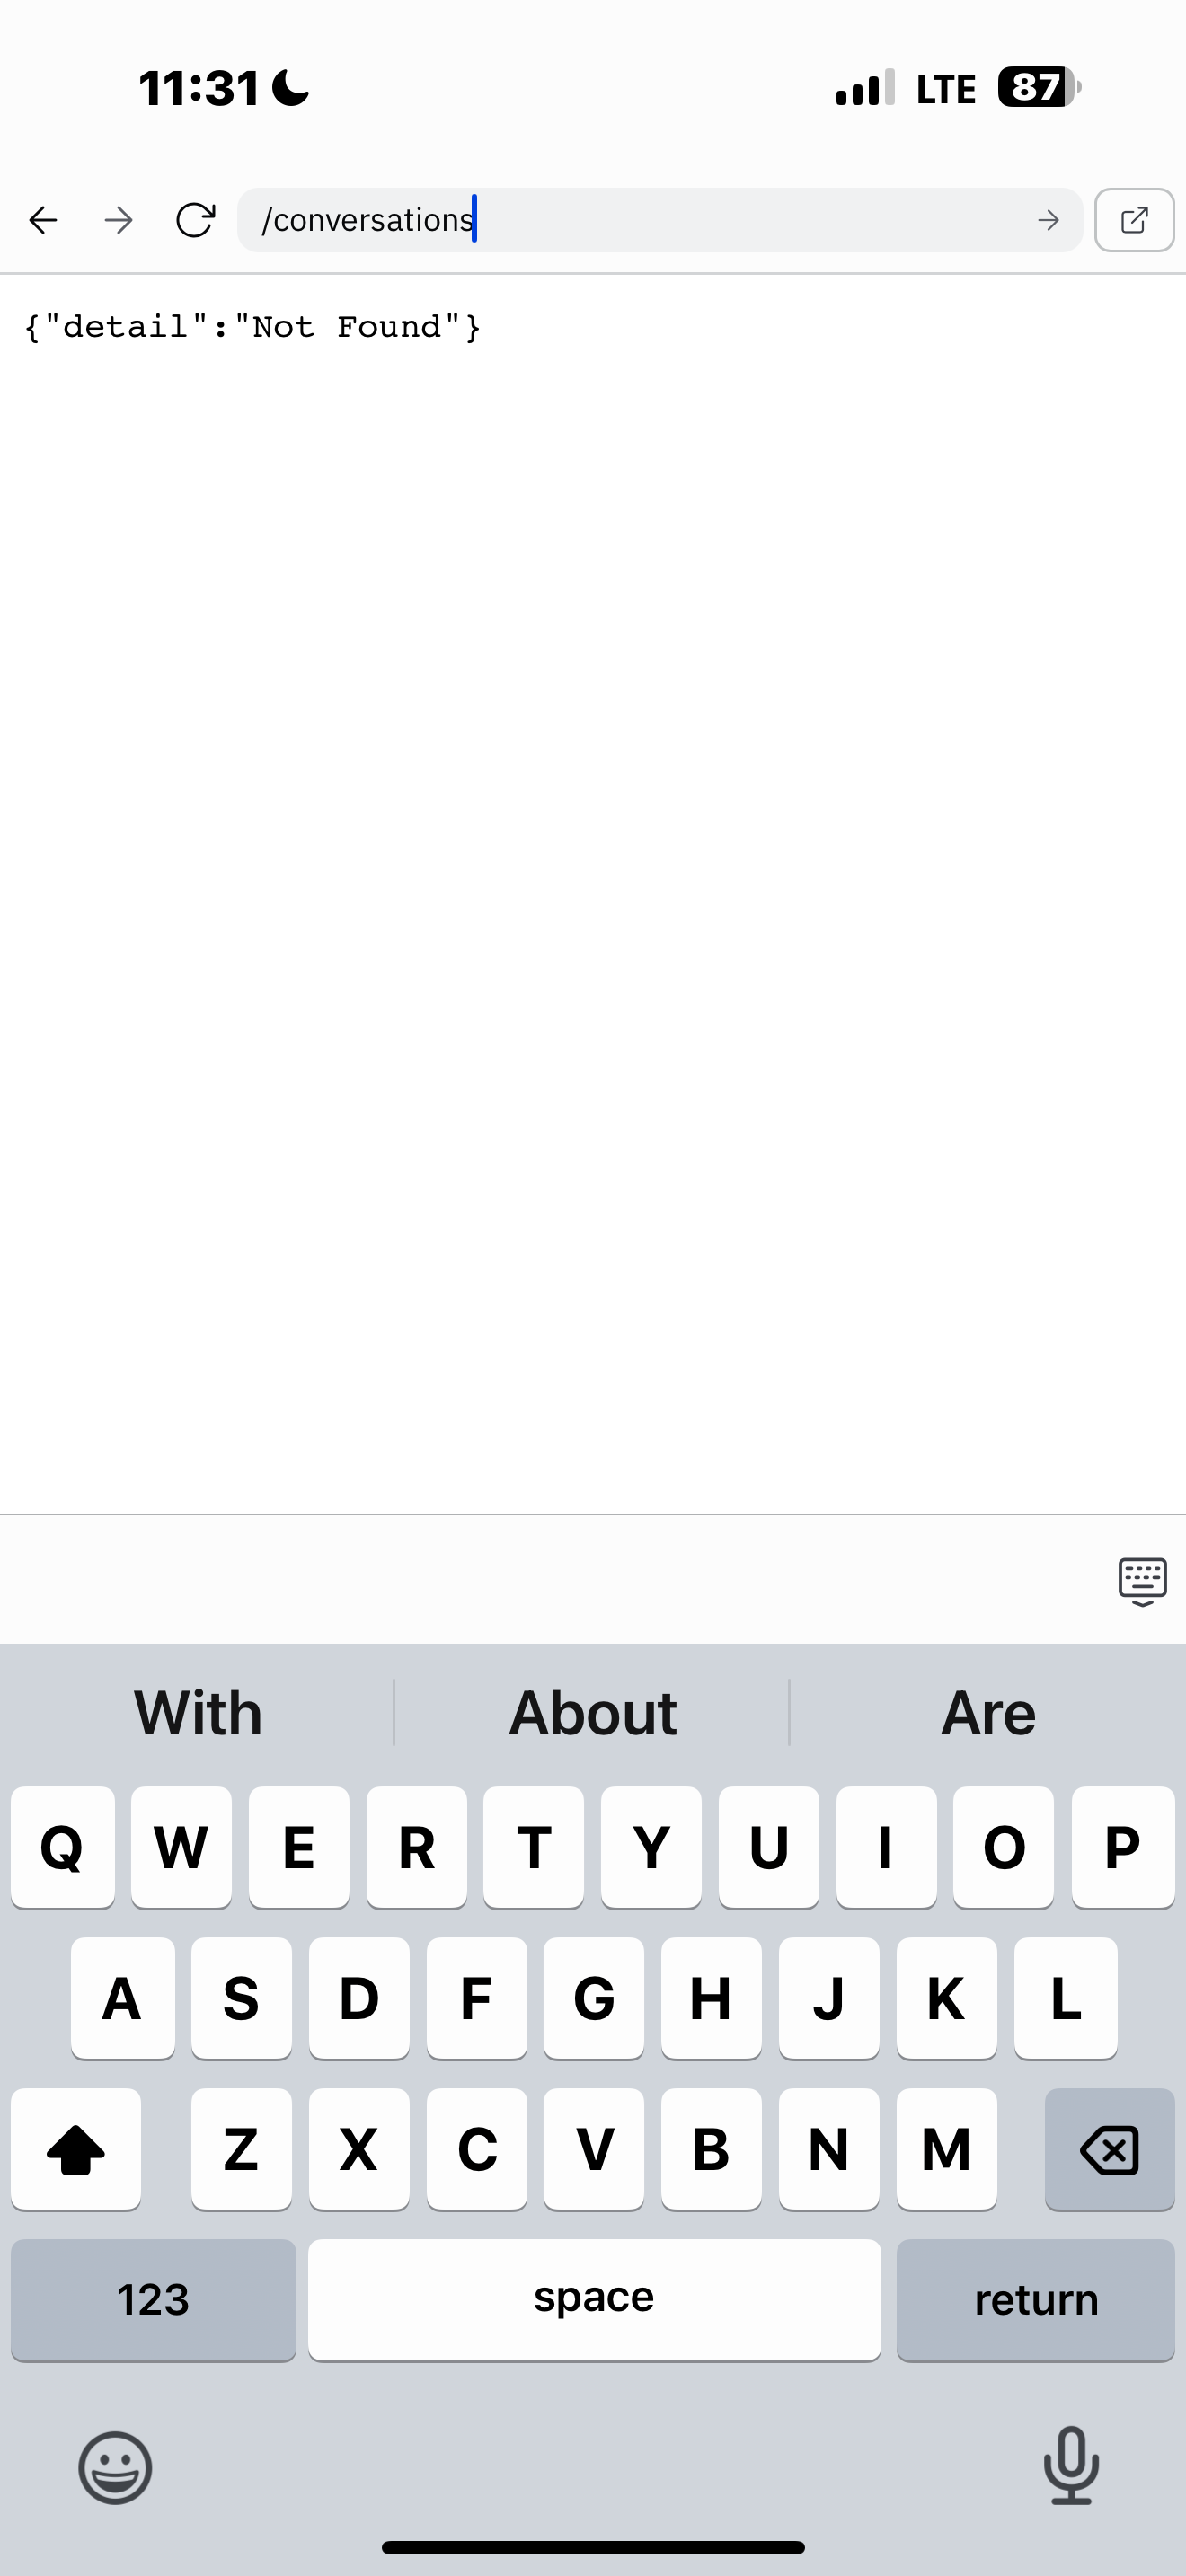 11:31 LTE 87
/conversations
{"detail":"Not Found"}
With About Are
Q W E R T Y U I O P
A S D F G H J K L
Z X C V B N M
123 space return